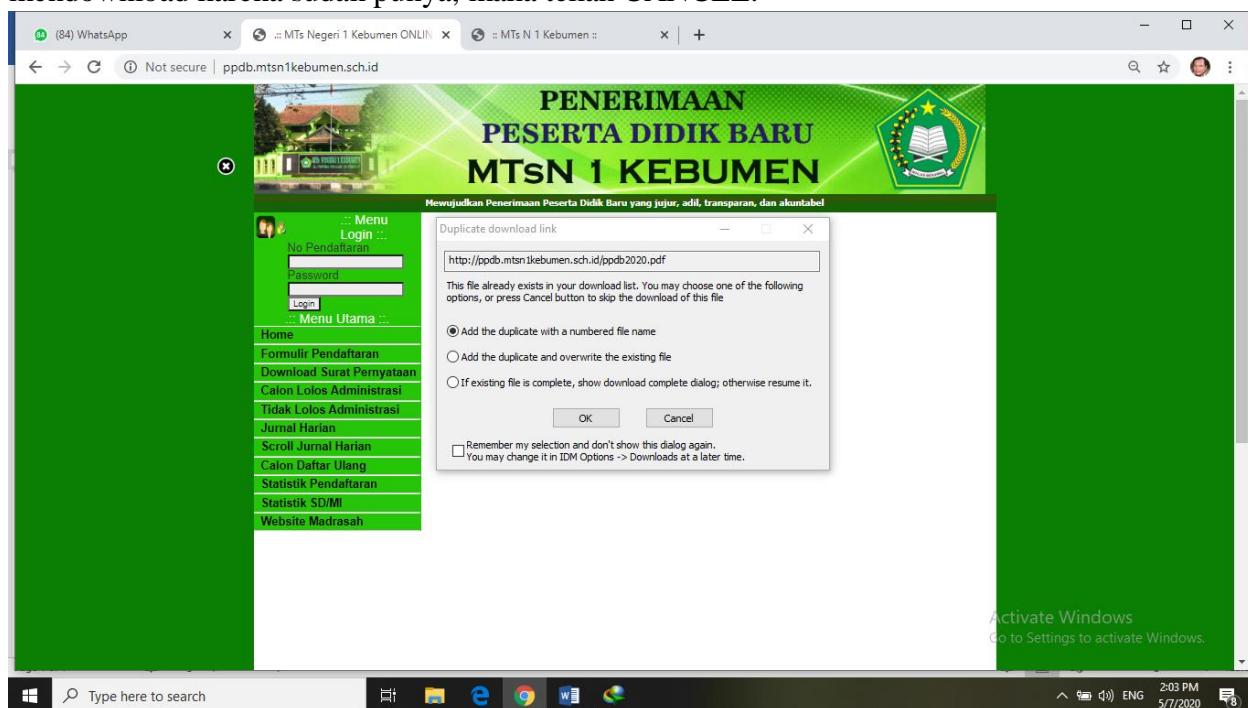 mendownload karena sudah punya, maka tekan CANCEL.
(84) WhatsApp
.:: MTs Negeri 1 Kebumen ONLIN
:: MTs N 1 Kebumen ::
Not secure | ppdb.mtsn1kebumen.sch.id
PENERIMAAN
PESERTA DIDIK BARU
MTsN 1 KEBUMEN
Mewujudkan Penerimaan Peserta Didik Baru yang jujur, adil, transparan, dan akuntabel
.:: Menu
Login ::.
No Pendaftaran
Password
Login
.:: Menu Utama ::.
Home
Formulir Pendaftaran
Download Surat Pernyataan
Calon Lolos Administrasi
Tidak Lolos Administrasi
Jurnal Harian
Scroll Jurnal Harian
Calon Daftar Ulang
Statistik Pendaftaran
Statistik SD/MI
Website Madrasah
Duplicate download link
http://ppdb.mtsn1kebumen.sch.id/ppdb2020.pdf
This file already exists in your download list. You may choose one of the following
options, or press Cancel button to skip the download of this file
Add the duplicate with a numbered file name
Add the duplicate and overwrite the existing file
If existing file is complete, show download complete dialog; otherwise resume it.
OK
Cancel
Remember my selection and don't show this dialog again.
You may change it in IDM Options -> Downloads at a later time.
Activate Windows
Go to Settings to activate Windows.
Type here to search
ENG
2:03 PM
5/7/2020
8